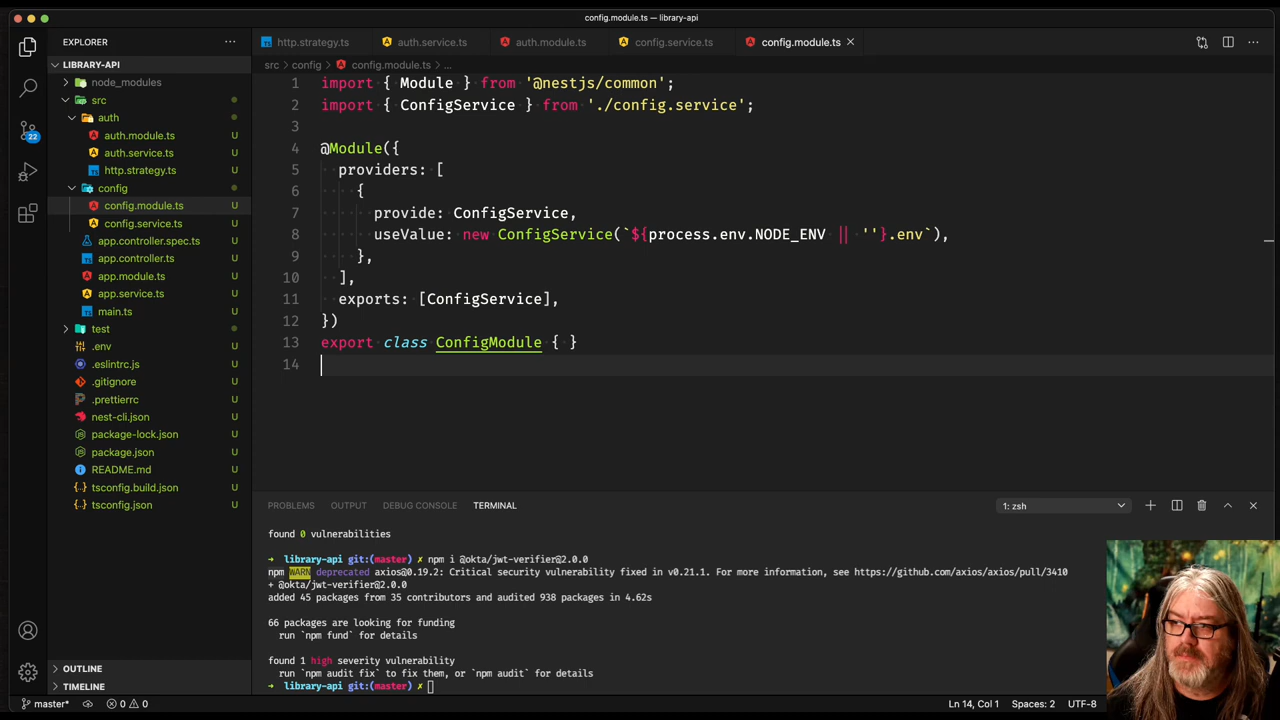 config.module.ts — library-api
EXPLORER
http.strategy.ts
auth.service.ts
auth.module.ts
config.service.ts
config.module.ts
LIBRARY-API
src › config › config.module.ts › ...
node_modules
src
auth
auth.module.ts U
auth.service.ts U
http.strategy.ts U
config
config.module.ts U
config.service.ts U
app.controller.spec.ts U
app.controller.ts U
app.module.ts U
app.service.ts U
main.ts U
test
.env U
.eslintrc.js U
.gitignore U
.prettierrc U
nest-cli.json U
package-lock.json U
package.json U
README.md U
tsconfig.build.json U
tsconfig.json U
OUTLINE
TIMELINE
22
1 import { Module } from '@nestjs/common';
2 import { ConfigService } from './config.service';
3
4 @Module({
5 providers: [
6 {
7 provide: ConfigService,
8 useValue: new ConfigService(`${process.env.NODE_ENV || ''}.env`),
9 },
10 ],
11 exports: [ConfigService],
12 })
13 export class ConfigModule { }
14
PROBLEMS OUTPUT DEBUG CONSOLE TERMINAL 1: zsh
found 0 vulnerabilities
➜ library-api git:(master) ✗ npm i @okta/jwt-verifier@2.0.0
npm WARN deprecated axios@0.19.2: Critical security vulnerability fixed in v0.21.1. For more information, see https://github.com/axios/axios/pull/3410
+ @okta/jwt-verifier@2.0.0
added 45 packages from 35 contributors and audited 938 packages in 4.62s
66 packages are looking for funding
run `npm fund` for details
found 1 high severity vulnerability
run `npm audit fix` to fix them, or `npm audit` for details
➜ library-api git:(master) ✗
master* 0 0 Ln 14, Col 1 Spaces: 2 UTF-8